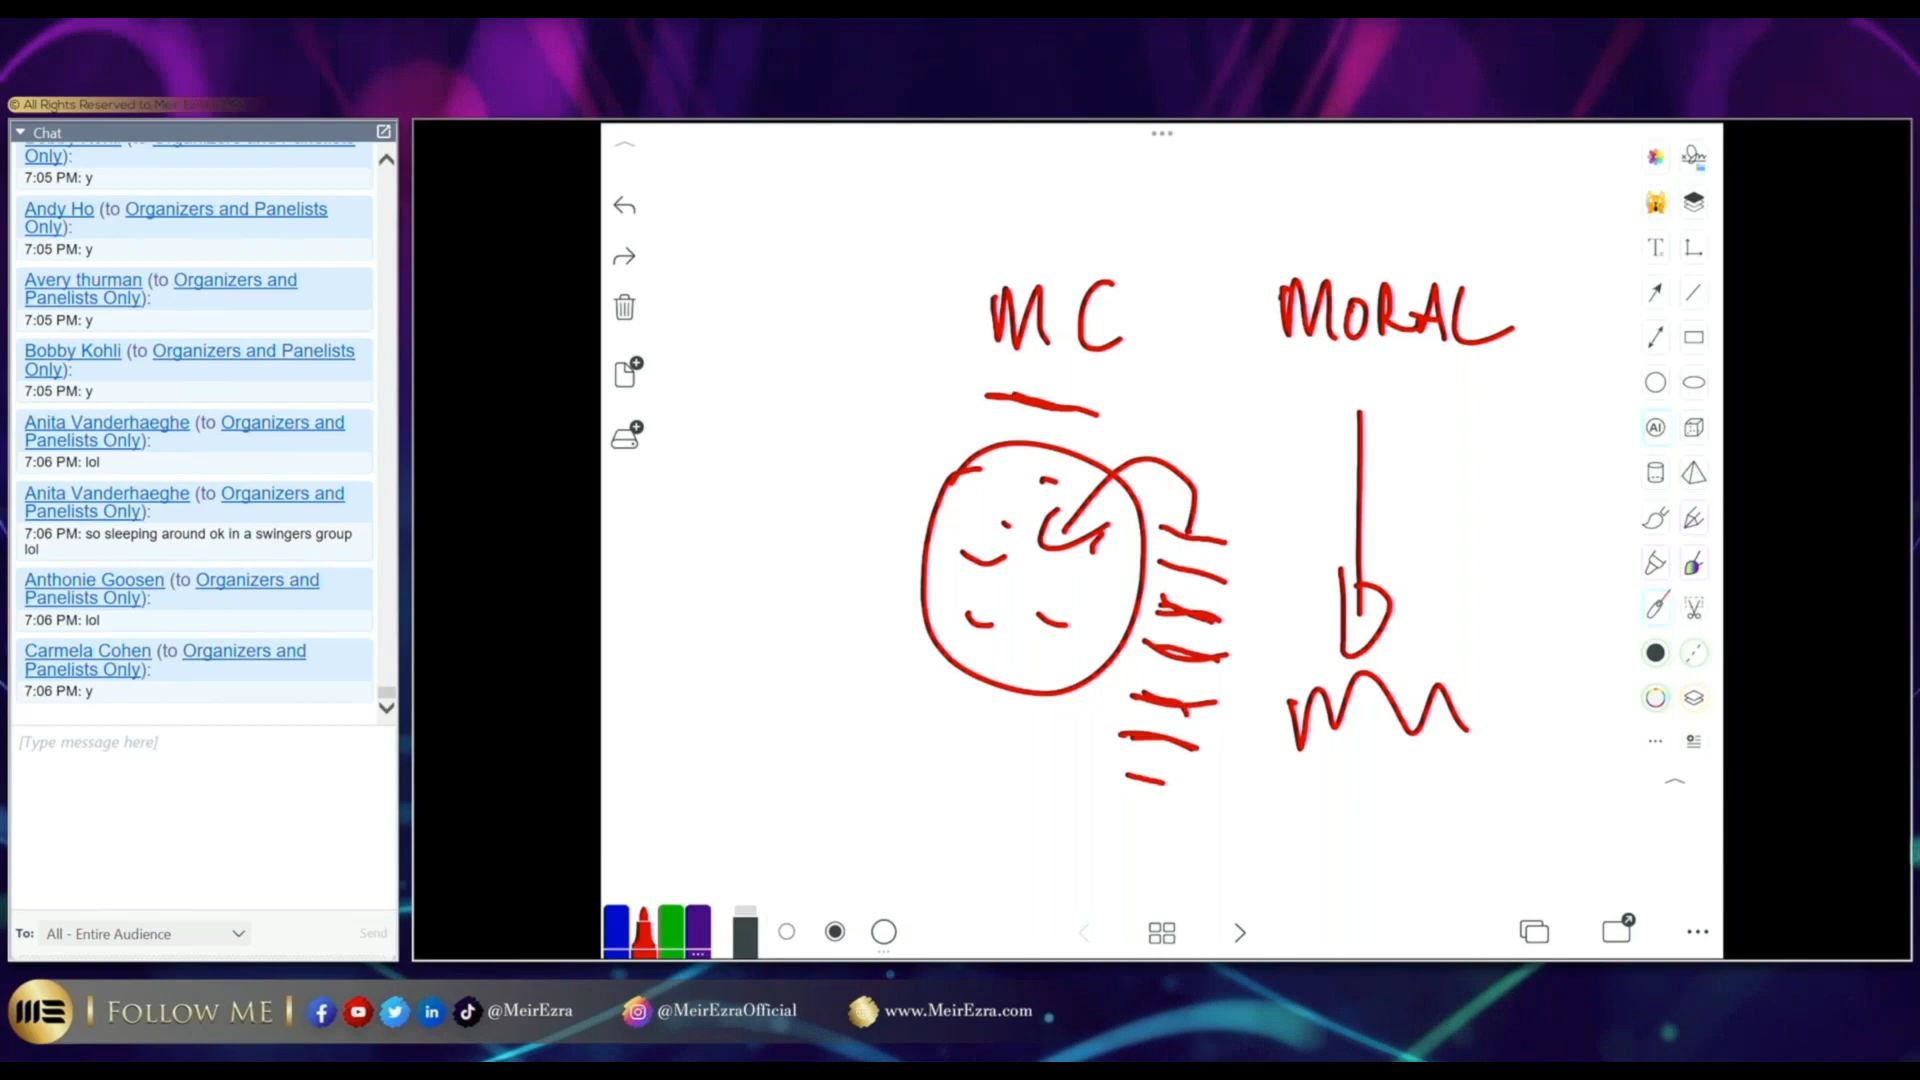 © All Rights Reserved to Meir Ezra
Chat
Only):
7:05 PM: y
Andy Ho (to Organizers and Panelists
Only):
7:05 PM: y
Avery thurman (to Organizers and
Panelists Only):
7:05 PM: y
Bobby Kohli (to Organizers and Panelists
Only):
7:05 PM: y
Anita Vanderhaeghe (to Organizers and
Panelists Only):
7:06 PM: lol
Anita Vanderhaeghe (to Organizers and
Panelists Only):
7:06 PM: so sleeping around ok in a swingers group
lol
Anthonie Goosen (to Organizers and
Panelists Only):
7:06 PM: lol
Carmela Cohen (to Organizers and
Panelists Only):
7:06 PM: y
[Type message here]
To: All - Entire Audience
Send
MC MORAL
AI
ME FOLLOW ME @MeirEzra @MeirEzraOfficial www.MeirEzra.com